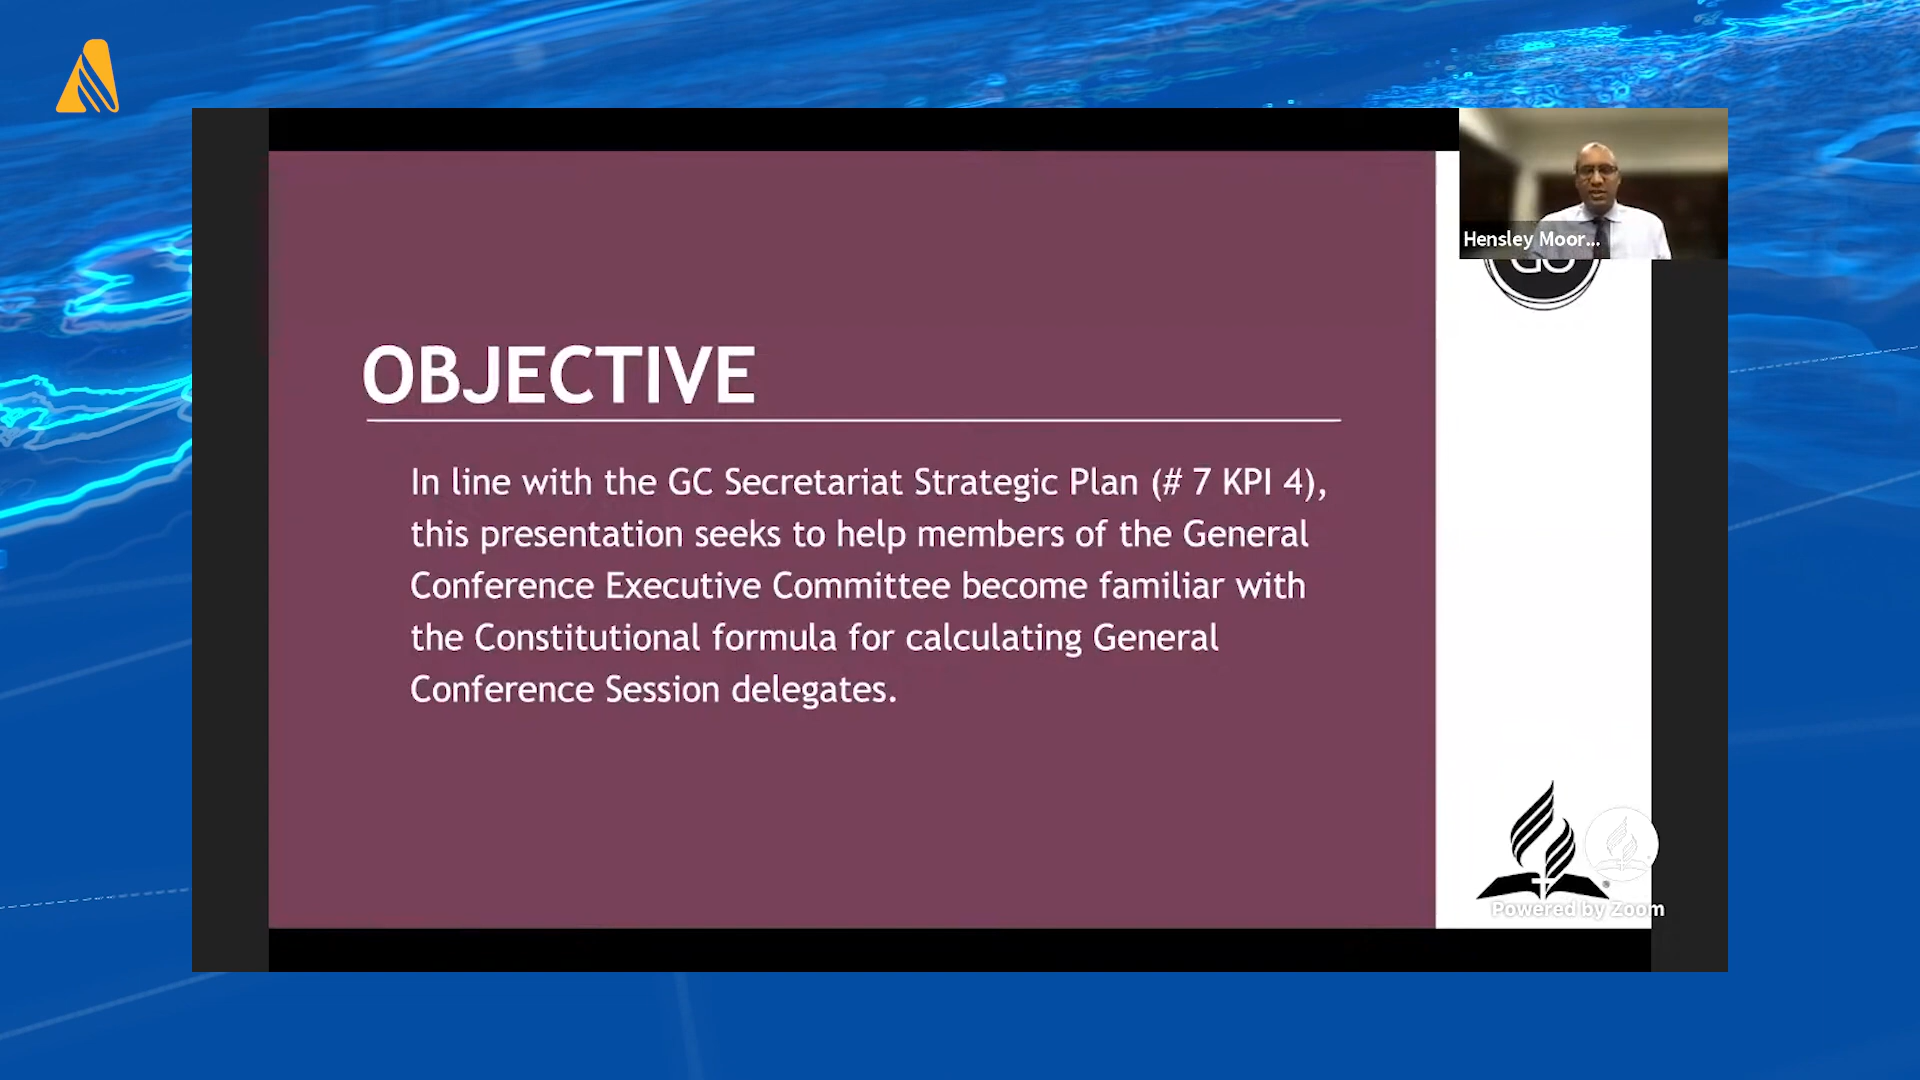 Hensley Moor...
GC
OBJECTIVE
In line with the GC Secretariat Strategic Plan (# 7 KPI 4),
this presentation seeks to help members of the General
Conference Executive Committee become familiar with
the Constitutional formula for calculating General
Conference Session delegates.
Powered by Zoom